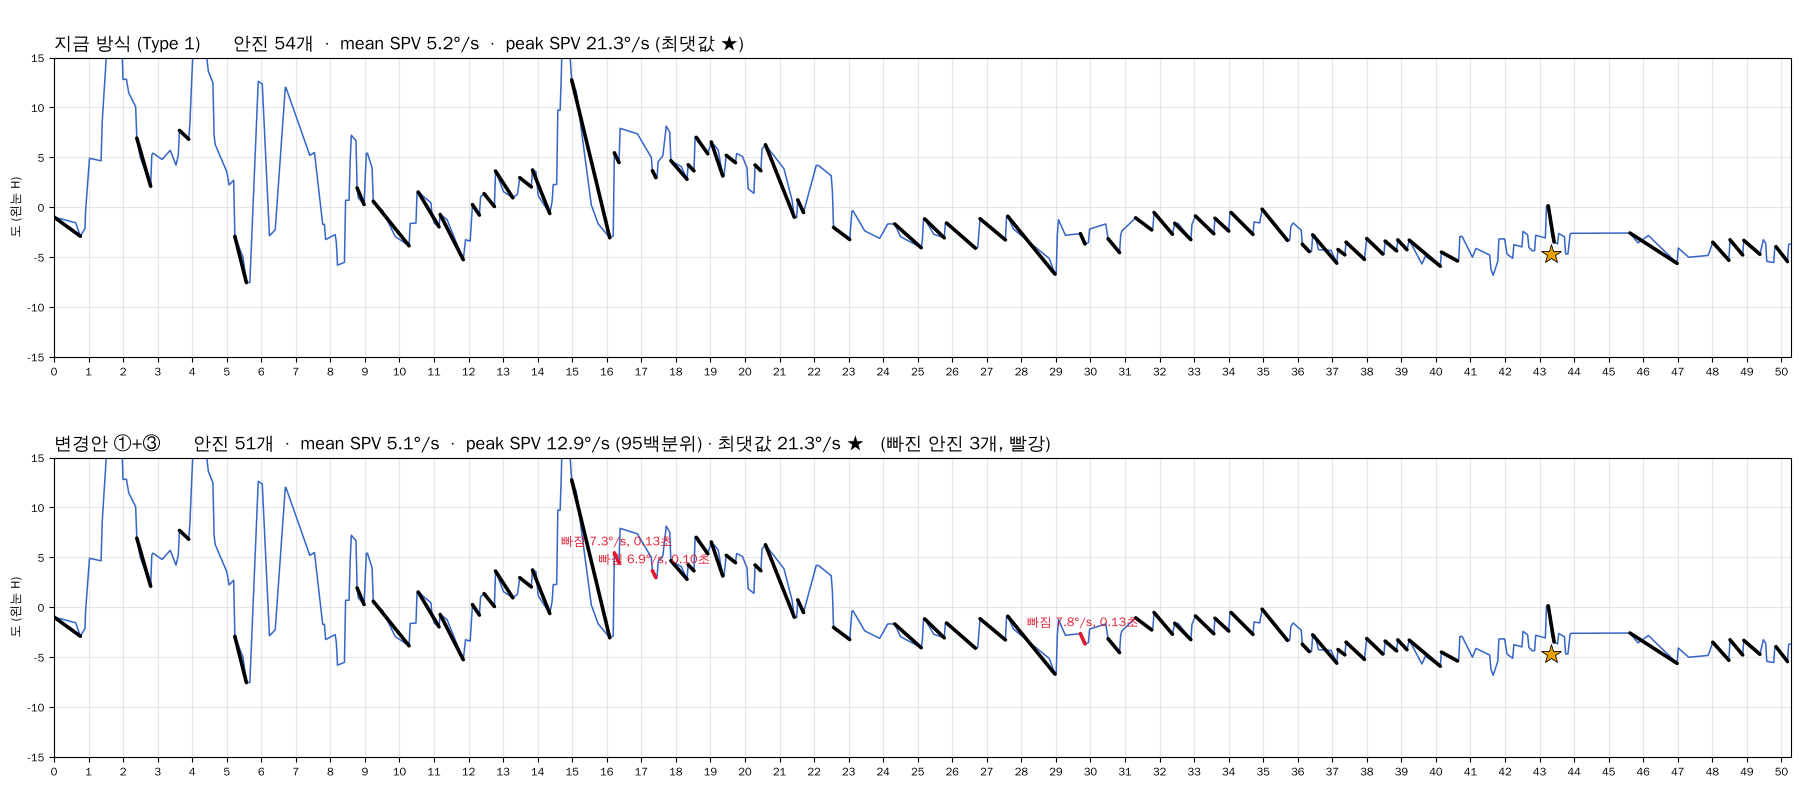 지금 방식 (Type 1)      안진 54개  ·  mean SPV 5.2°/s  ·  peak SPV 21.3°/s (최댓값 ★)
15
10
5
0
-5
-10
-15
도 (왼눈 H)
0 1 2 3 4 5 6 7 8 9 10 11 12 13 14 15 16 17 18 19 20 21 22 23 24 25 26 27 28 29 30 31 32 33 34 35 36 37 38 39 40 41 42 43 44 45 46 47 48 49 50
변경안 ①+③      안진 51개  ·  mean SPV 5.1°/s  ·  peak SPV 12.9°/s (95백분위) · 최댓값 21.3°/s ★   (빠진 안진 3개, 빨강)
15
10
5
0
-5
-10
-15
도 (왼눈 H)
빠짐 7.3°/s, 0.13초
빠짐 6.9°/s, 0.10초
빠짐 7.8°/s, 0.13초
0 1 2 3 4 5 6 7 8 9 10 11 12 13 14 15 16 17 18 19 20 21 22 23 24 25 26 27 28 29 30 31 32 33 34 35 36 37 38 39 40 41 42 43 44 45 46 47 48 49 50